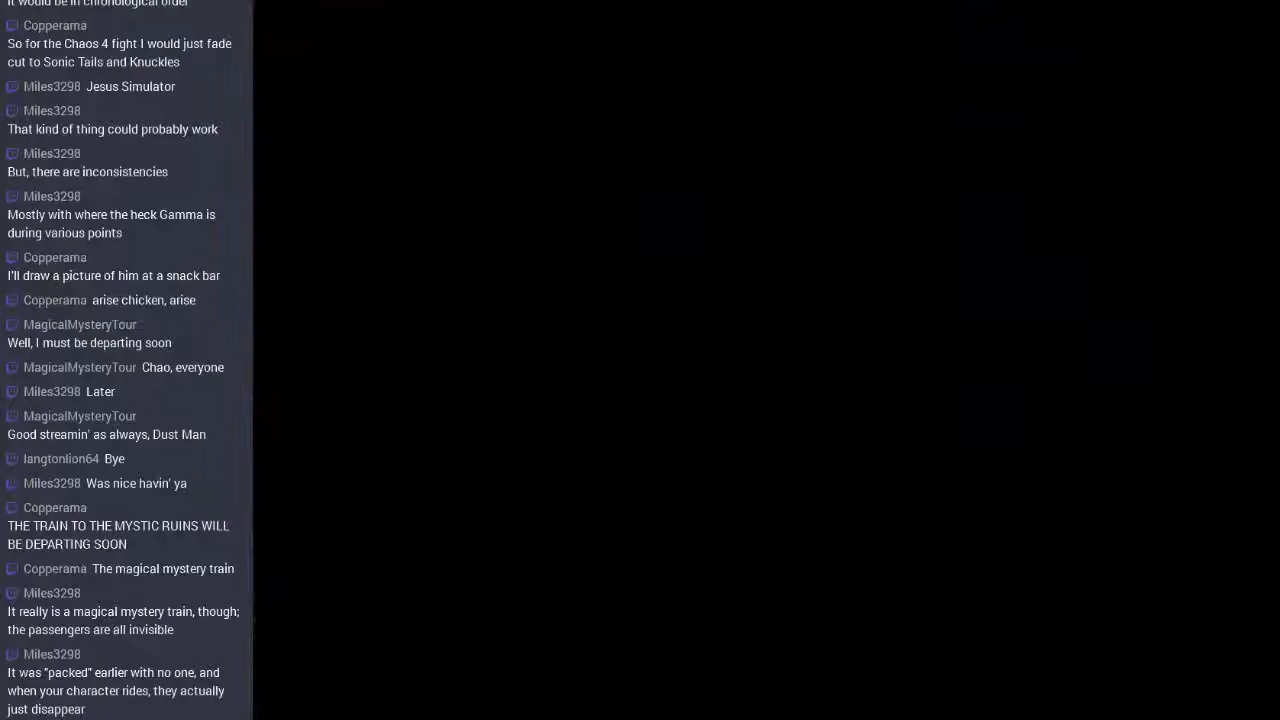 It would be in chronological order
Copperama
So for the Chaos 4 fight I would just fade
cut to Sonic Tails and Knuckles
Miles3298 Jesus Simulator
Miles3298
That kind of thing could probably work
Miles3298
But, there are inconsistencies
Miles3298
Mostly with where the heck Gamma is
during various points
Copperama
I'll draw a picture of him at a snack bar
Copperama arise chicken, arise
MagicalMysteryTour
Well, I must be departing soon
MagicalMysteryTour Chao, everyone
Miles3298 Later
MagicalMysteryTour
Good streamin' as always, Dust Man
langtonlion64 Bye
Miles3298 Was nice havin' ya
Copperama
THE TRAIN TO THE MYSTIC RUINS WILL
BE DEPARTING SOON
Copperama The magical mystery train
Miles3298
It really is a magical mystery train, though;
the passengers are all invisible
Miles3298
It was "packed" earlier with no one, and
when your character rides, they actually
just disappear